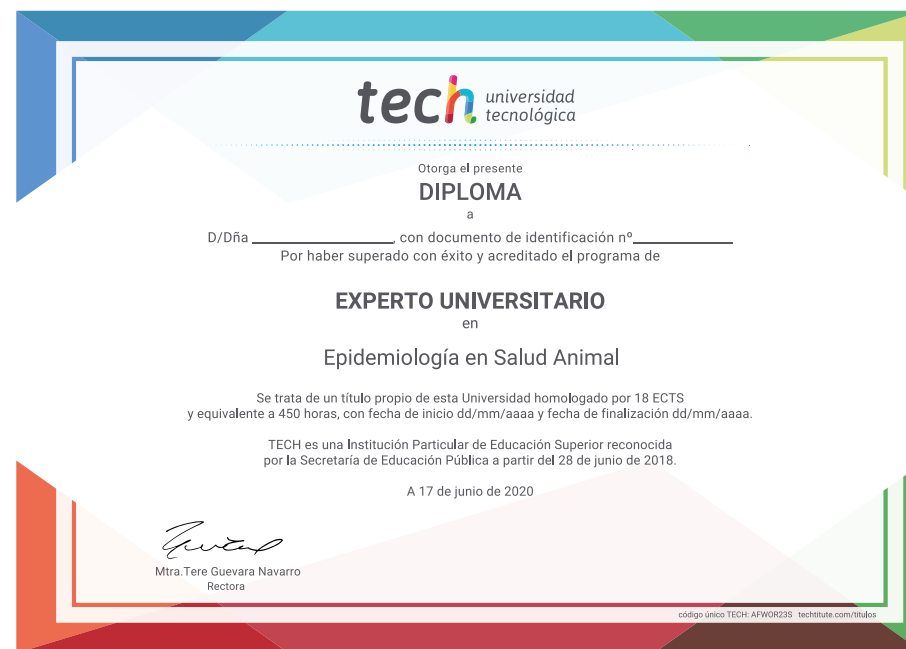 tech universidad
tecnológica
Otorga el presente
DIPLOMA
a
D/Dña ____________________, con documento de identificación nº______________
Por haber superado con éxito y acreditado el programa de
EXPERTO UNIVERSITARIO
en
Epidemiología en Salud Animal
Se trata de un título propio de esta Universidad homologado por 18 ECTS
y equivalente a 450 horas, con fecha de inicio dd/mm/aaaa y fecha de finalización dd/mm/aaaa.
TECH es una Institución Particular de Educación Superior reconocida
por la Secretaría de Educación Pública a partir del 28 de junio de 2018.
A 17 de junio de 2020
Mtra.Tere Guevara Navarro
Rectora
código único TECH: AFWOR23S techtitute.com/titulos